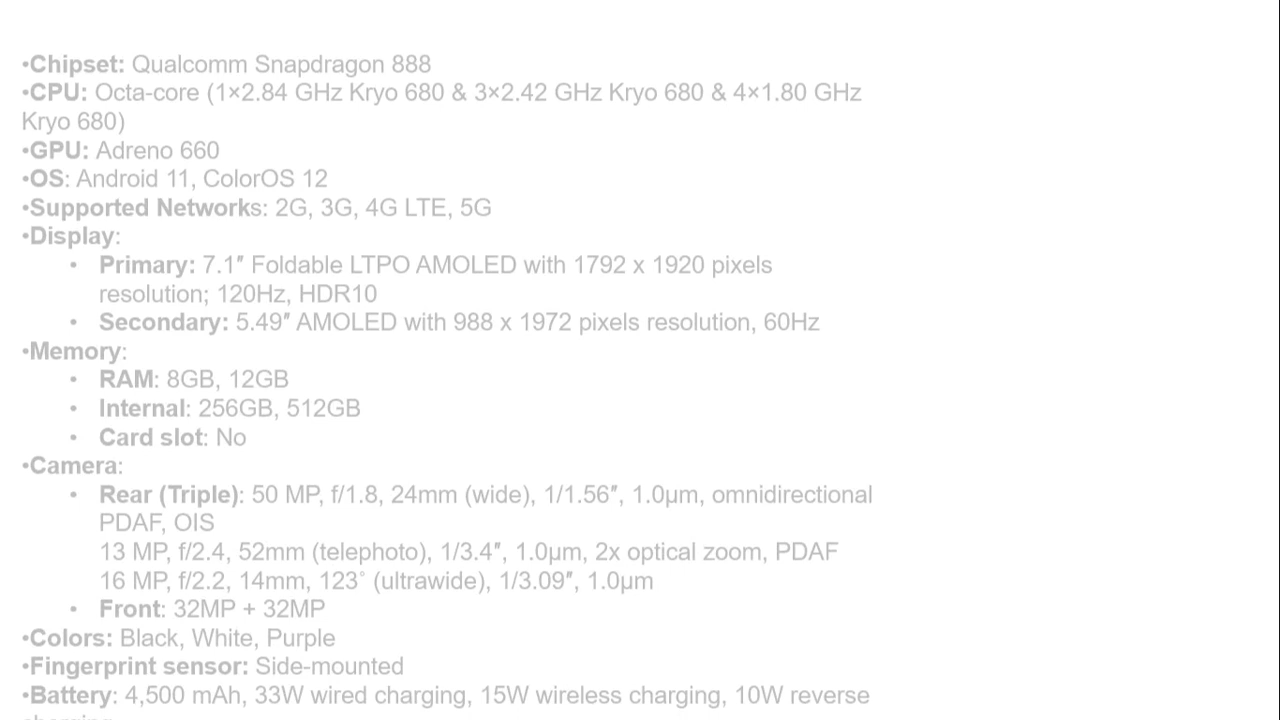 •Chipset: Qualcomm Snapdragon 888
•CPU: Octa-core (1×2.84 GHz Kryo 680 & 3×2.42 GHz Kryo 680 & 4×1.80 GHz
Kryo 680)
•GPU: Adreno 660
•OS: Android 11, ColorOS 12
•Supported Networks: 2G, 3G, 4G LTE, 5G
•Display:
• Primary: 7.1″ Foldable LTPO AMOLED with 1792 x 1920 pixels
resolution; 120Hz, HDR10
• Secondary: 5.49″ AMOLED with 988 x 1972 pixels resolution, 60Hz
•Memory:
• RAM: 8GB, 12GB
• Internal: 256GB, 512GB
• Card slot: No
•Camera:
• Rear (Triple): 50 MP, f/1.8, 24mm (wide), 1/1.56″, 1.0µm, omnidirectional
PDAF, OIS
13 MP, f/2.4, 52mm (telephoto), 1/3.4″, 1.0µm, 2x optical zoom, PDAF
16 MP, f/2.2, 14mm, 123˚ (ultrawide), 1/3.09″, 1.0µm
• Front: 32MP + 32MP
•Colors: Black, White, Purple
•Fingerprint sensor: Side-mounted
•Battery: 4,500 mAh, 33W wired charging, 15W wireless charging, 10W reverse